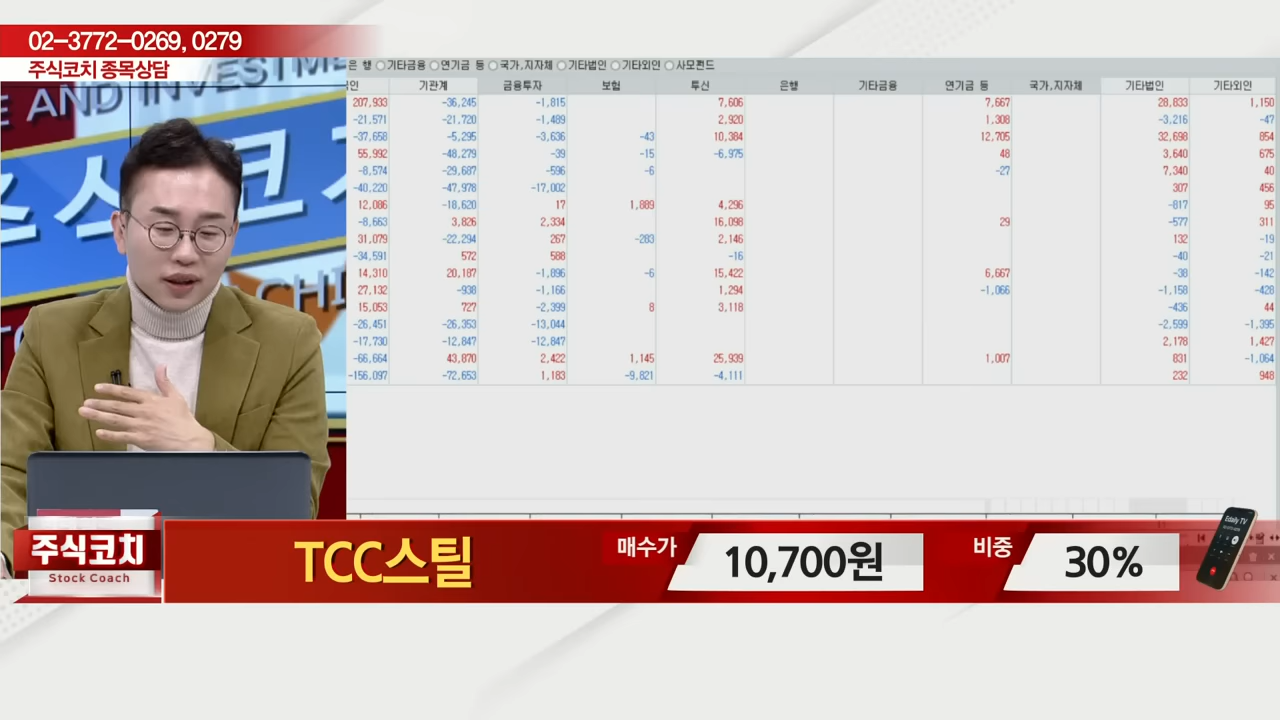 02-3772-0269, 0279
주식코치 종목상담
E AND INVESTME
은 행 ○기타금융 ○연기금 등 ○국가,지자체 ○기타법인 ○기타외인 ○사모펀드
인 기관계 금융투자 보험 투신 은행 기타금융 연기금 등 국가,지자체 기타법인 기타외인
207,933 -36,245 -1,815 7,606 7,667 28,833 1,150
-21,571 -21,720 -1,489 2,920 1,308 -3,216 -47
-37,658 -5,295 -3,636 -43 10,384 12,705 32,698 854
55,992 -48,279 -39 -15 -6,975 48 3,640 675
-8,574 -29,687 -596 -6 -27 7,340 40
-40,220 -47,978 -17,002 307 456
12,086 -18,620 17 1,889 4,296 -817 95
-8,663 3,826 2,334 16,098 29 -577 311
31,079 -22,294 267 -283 2,146 132 -19
-34,591 572 588 -16 -40 -21
14,310 20,187 -1,896 -6 15,422 6,667 -38 -142
27,132 -938 -1,166 1,294 -1,066 -1,158 -428
15,053 727 -2,399 8 3,118 -436 44
-26,451 -26,353 -13,044 -2,599 -1,395
-17,730 -12,847 -12,847 2,178 1,427
-66,664 43,870 2,422 1,145 25,939 1,007 831 -1,064
-156,097 -72,653 1,183 -9,821 -4,111 232 948
주식코치
Stock Coach
TCC스틸
매수가
10,700원
비중
30%
Edaily TV